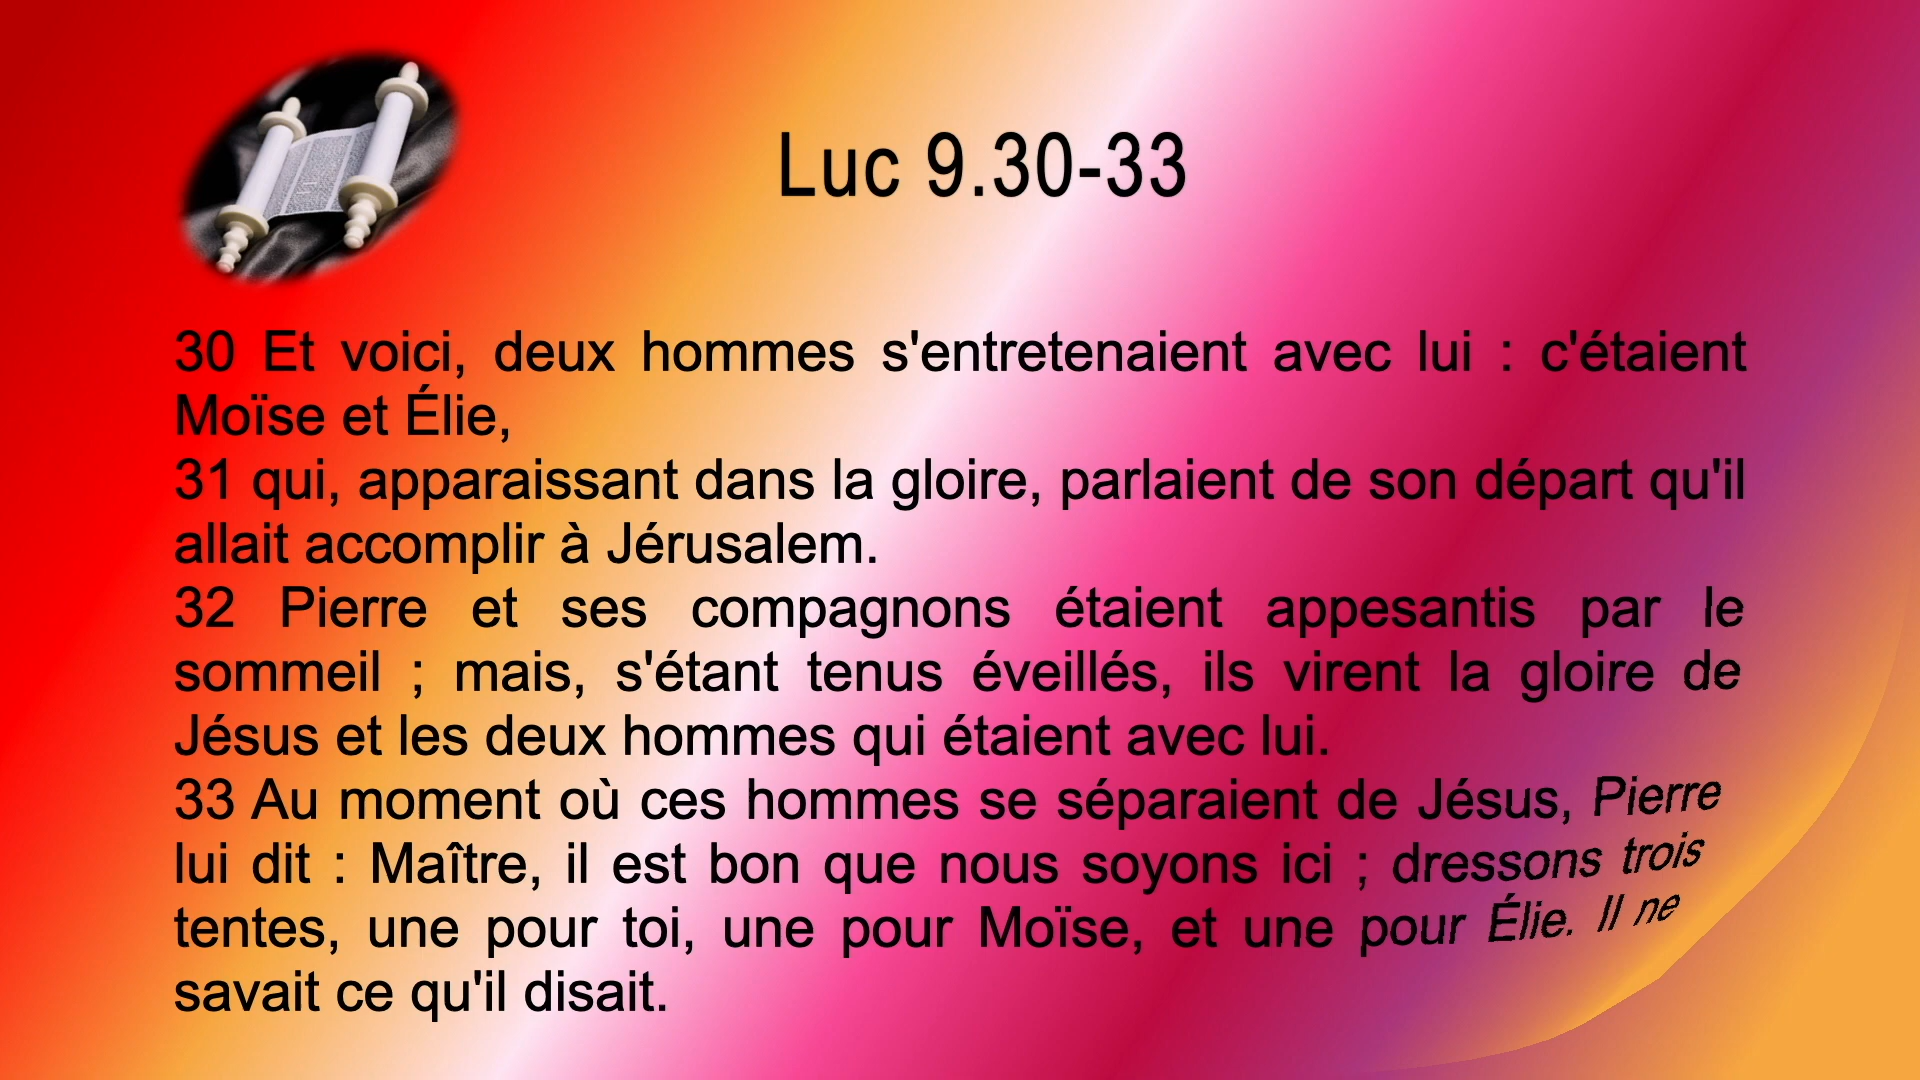 Luc 9.30-33
30 Et voici, deux hommes s'entretenaient avec lui : c'étaient
Moïse et Élie,
31 qui, apparaissant dans la gloire, parlaient de son départ qu'il
allait accomplir à Jérusalem.
32 Pierre et ses compagnons étaient appesantis par le
sommeil ; mais, s'étant tenus éveillés, ils virent la gloire de
Jésus et les deux hommes qui étaient avec lui.
33 Au moment où ces hommes se séparaient de Jésus, Pierre
lui dit : Maître, il est bon que nous soyons ici ; dressons trois
tentes, une pour toi, une pour Moïse, et une pour Élie. Il ne
savait ce qu'il disait.